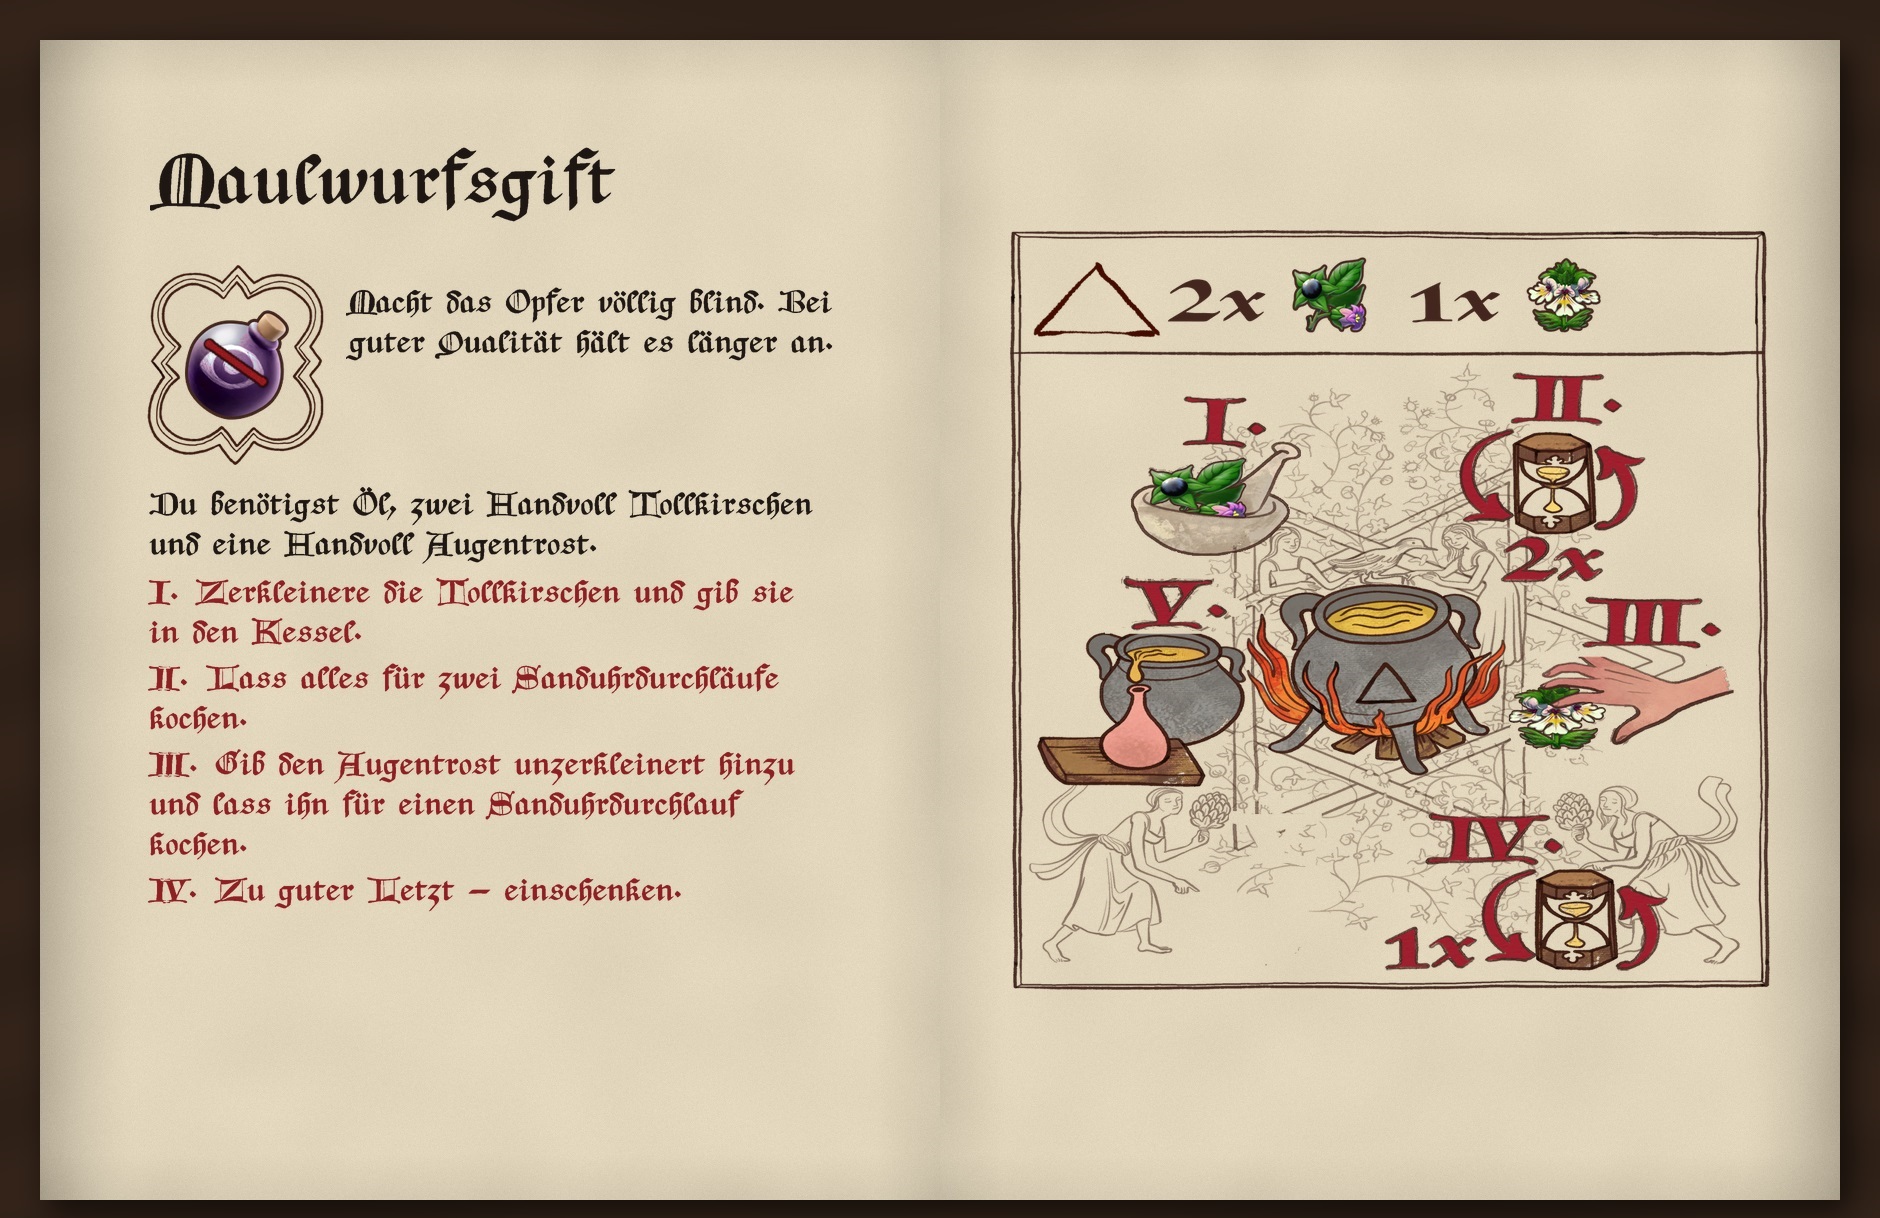 Maulwurfsgift
Macht das Opfer völlig blind. Bei
guter Qualität hält es länger an.
Du benötigst Öl, zwei Handvoll Tollkirschen
und eine Handvoll Augentrost.
I. Zerkleinere die Tollkirschen und gib sie
in den Kessel.
II. Lass alles für zwei Sanduhrdurchläufe
kochen.
III. Gib den Augentrost unzerkleinert hinzu
und lass ihn für einen Sanduhrdurchlauf
kochen.
IV. Zu guter Letzt – einschenken.
2x 1x
I.
II.
2x
III.
IV.
1x
V.